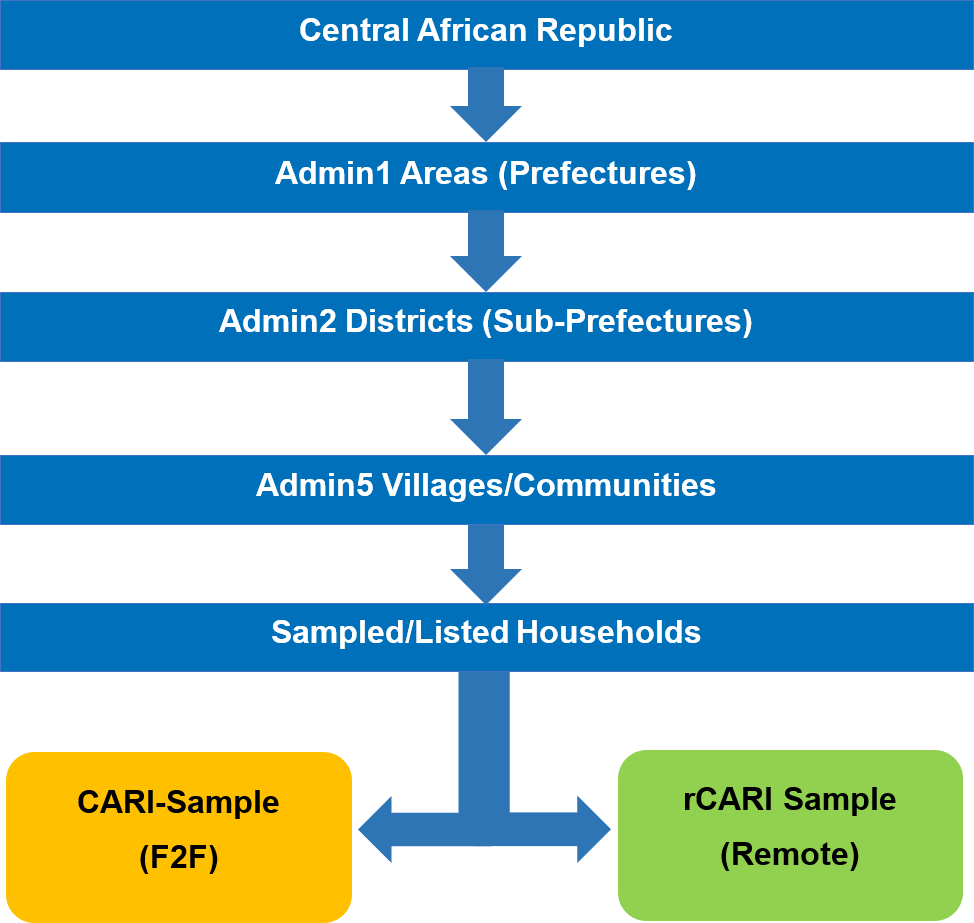 Central African Republic
Admin1 Areas (Prefectures)
Admin2 Districts (Sub-Prefectures)
Admin5 Villages/Communities
Sampled/Listed Households
CARI-Sample
(F2F)
rCARI Sample
(Remote)